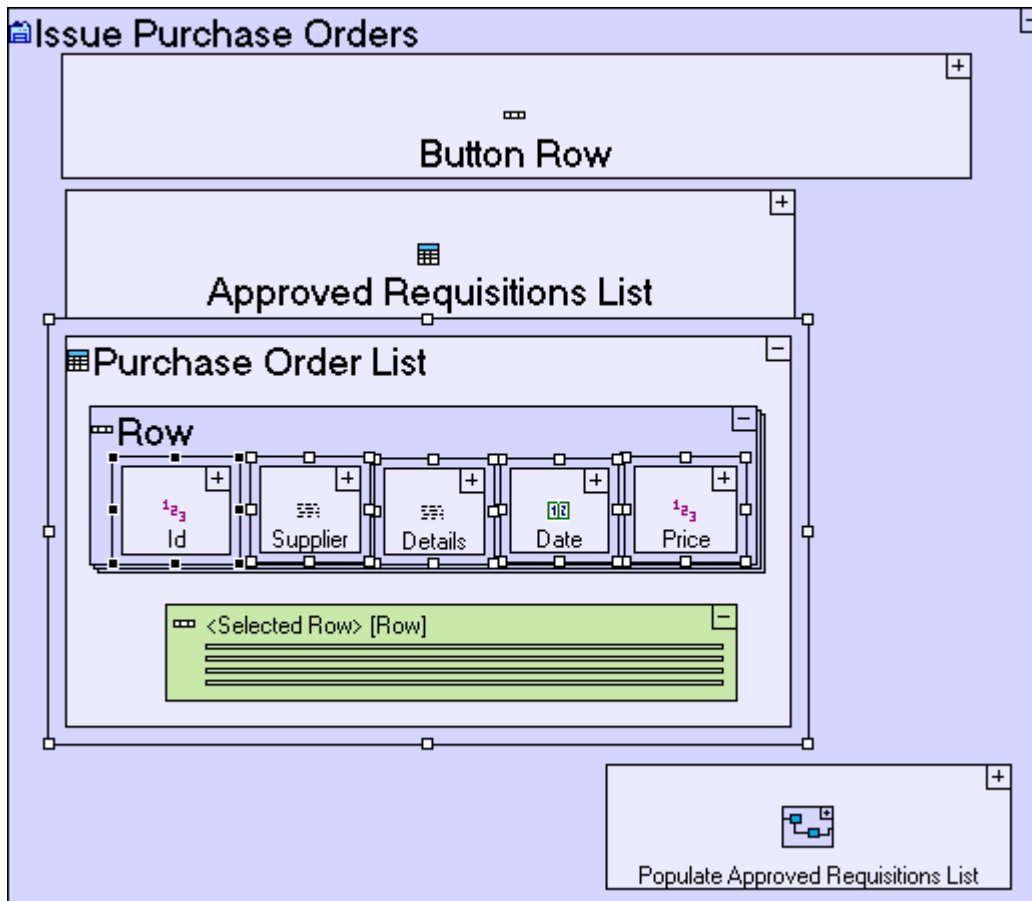 Issue Purchase Orders
Button Row
Approved Requisitions List
Purchase Order List
Row
Id Supplier Details Date Price
<Selected Row> [Row]
Populate Approved Requisitions List